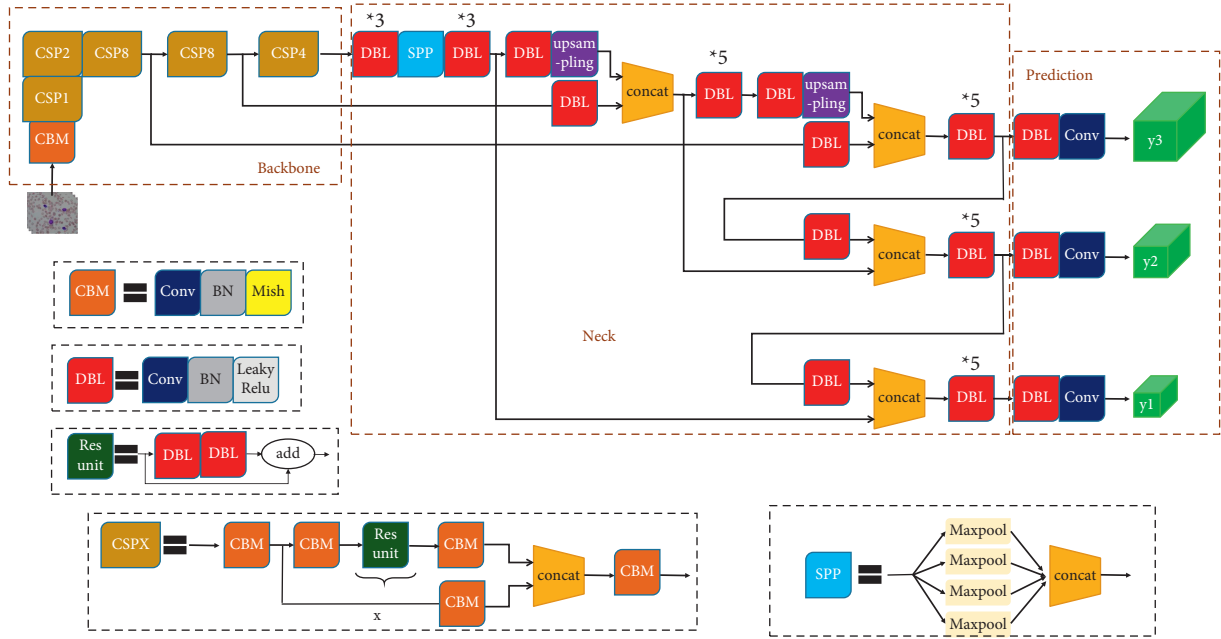 *3
*3
CSP2
CSP8
CSP8
CSP4
DBL
SPP
DBL
DBL
upsam
-pling
CSP1
CBM
Backbone
DBL
concat
*5
DBL
DBL
upsam
-pling
DBL
concat
*5
DBL
Prediction
DBL
Conv
y3
DBL
concat
*5
DBL
DBL
Conv
y2
Neck
DBL
concat
*5
DBL
DBL
Conv
y1
CBM
Conv
BN
Mish
DBL
Conv
BN
Leaky
Relu
Res
unit
DBL
DBL
add
CSPX
CBM
CBM
Res
unit
CBM
CBM
x
concat
CBM
SPP
Maxpool
Maxpool
Maxpool
Maxpool
concat